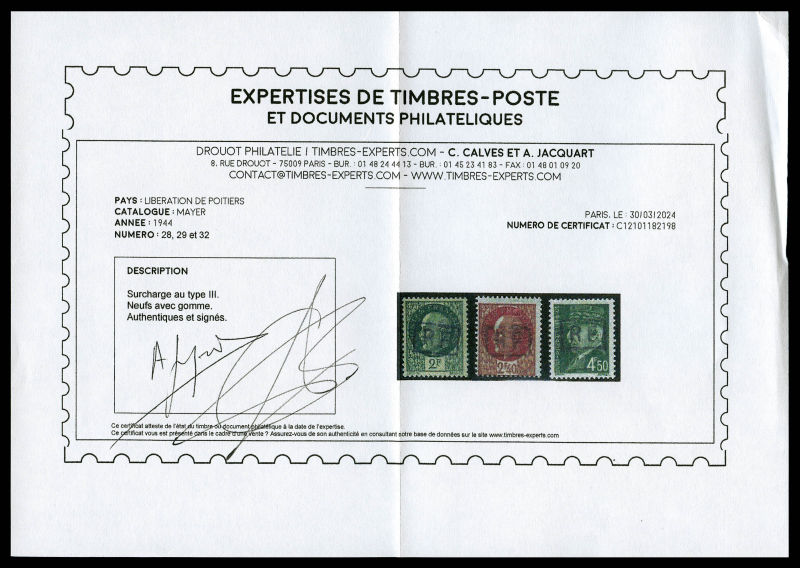 EXPERTISES DE TIMBRES-POSTE
ET DOCUMENTS PHILATELIQUES
DROUOT PHILATELIE | TIMBRES-EXPERTS.COM - C. CALVES ET A. JACQUART
8, RUE DROUOT - 75009 PARIS - BUR. : 01 48 24 44 13 - BUR. : 01 45 23 41 83 - FAX : 01 48 01 09 20
CONTACT@TIMBRES-EXPERTS.COM - WWW.TIMBRES-EXPERTS.COM
PAYS : LIBERATION DE POITIERS
CATALOGUE : MAYER
ANNEE : 1944
NUMERO : 28, 29 et 32
PARIS, LE : 30/03/2024
NUMERO DE CERTIFICAT : C12101182198
DESCRIPTION
Surcharge au type III.
Neufs avec gomme.
Authentiques et signés.
2F
2F40
4F50
Ce certificat atteste de l'état du timbre ou document philatélique à la date de l'expertise.
Ce certificat vous est présenté dans le cadre d'une vente ? Assurez-vous de son authenticité en consultant notre base de données sur le site www.timbres-experts.com